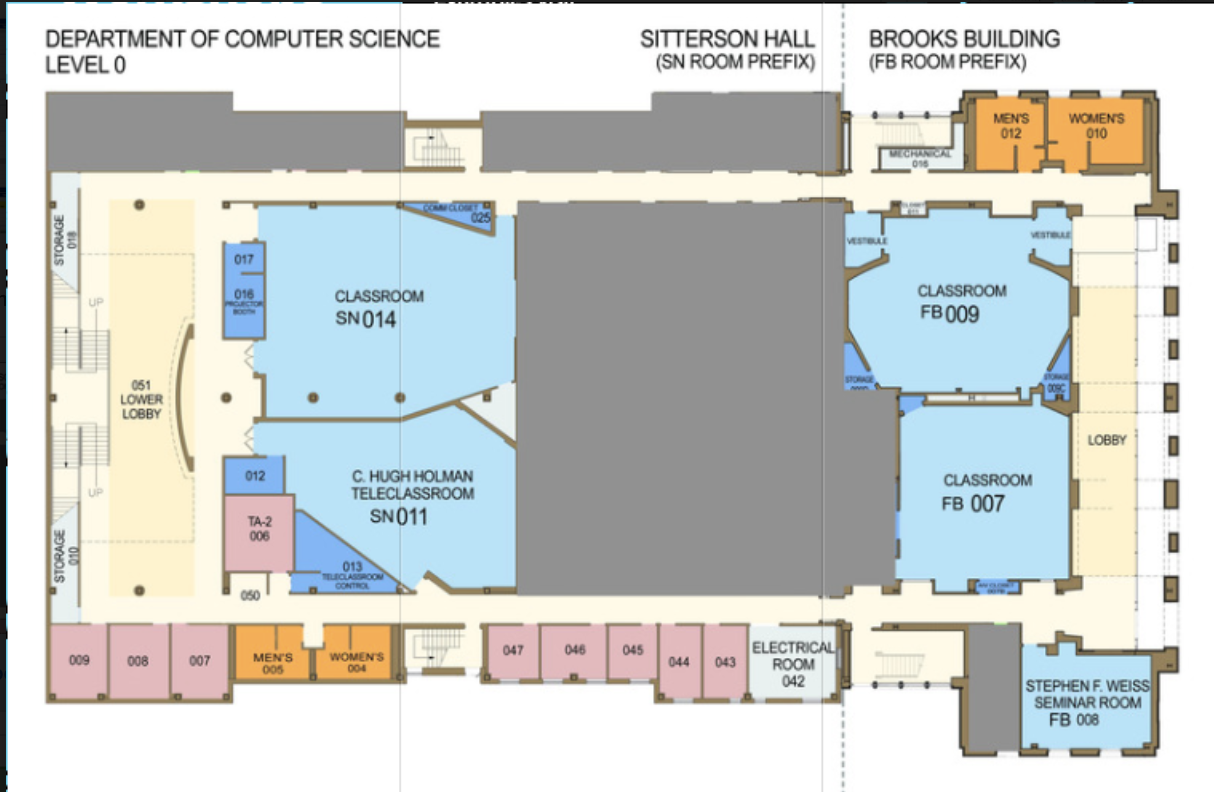 DEPARTMENT OF COMPUTER SCIENCE
LEVEL 0
SITTERSON HALL
(SN ROOM PREFIX)
BROOKS BUILDING
(FB ROOM PREFIX)
MEN'S
012
WOMEN'S
010
MECHANICAL
016
STORAGE
018
COMM CLOSET
025
011
VESTIBULE
VESTIBULE
017
016
PROJECTOR
BOOTH
CLASSROOM
SN 014
CLASSROOM
FB 009
UP
051
LOWER
LOBBY
STORAGE
STORAGE
009C
LOBBY
012
C. HUGH HOLMAN
TELECLASSROOM
SN 011
CLASSROOM
FB 007
UP
TA-2
006
STORAGE
010
013
TELECLASSROOM
CONTROL
050
009
008
007
MEN'S
005
WOMEN'S
004
047
046
045
044
043
ELECTRICAL
ROOM
042
STEPHEN F. WEISS
SEMINAR ROOM
FB 008